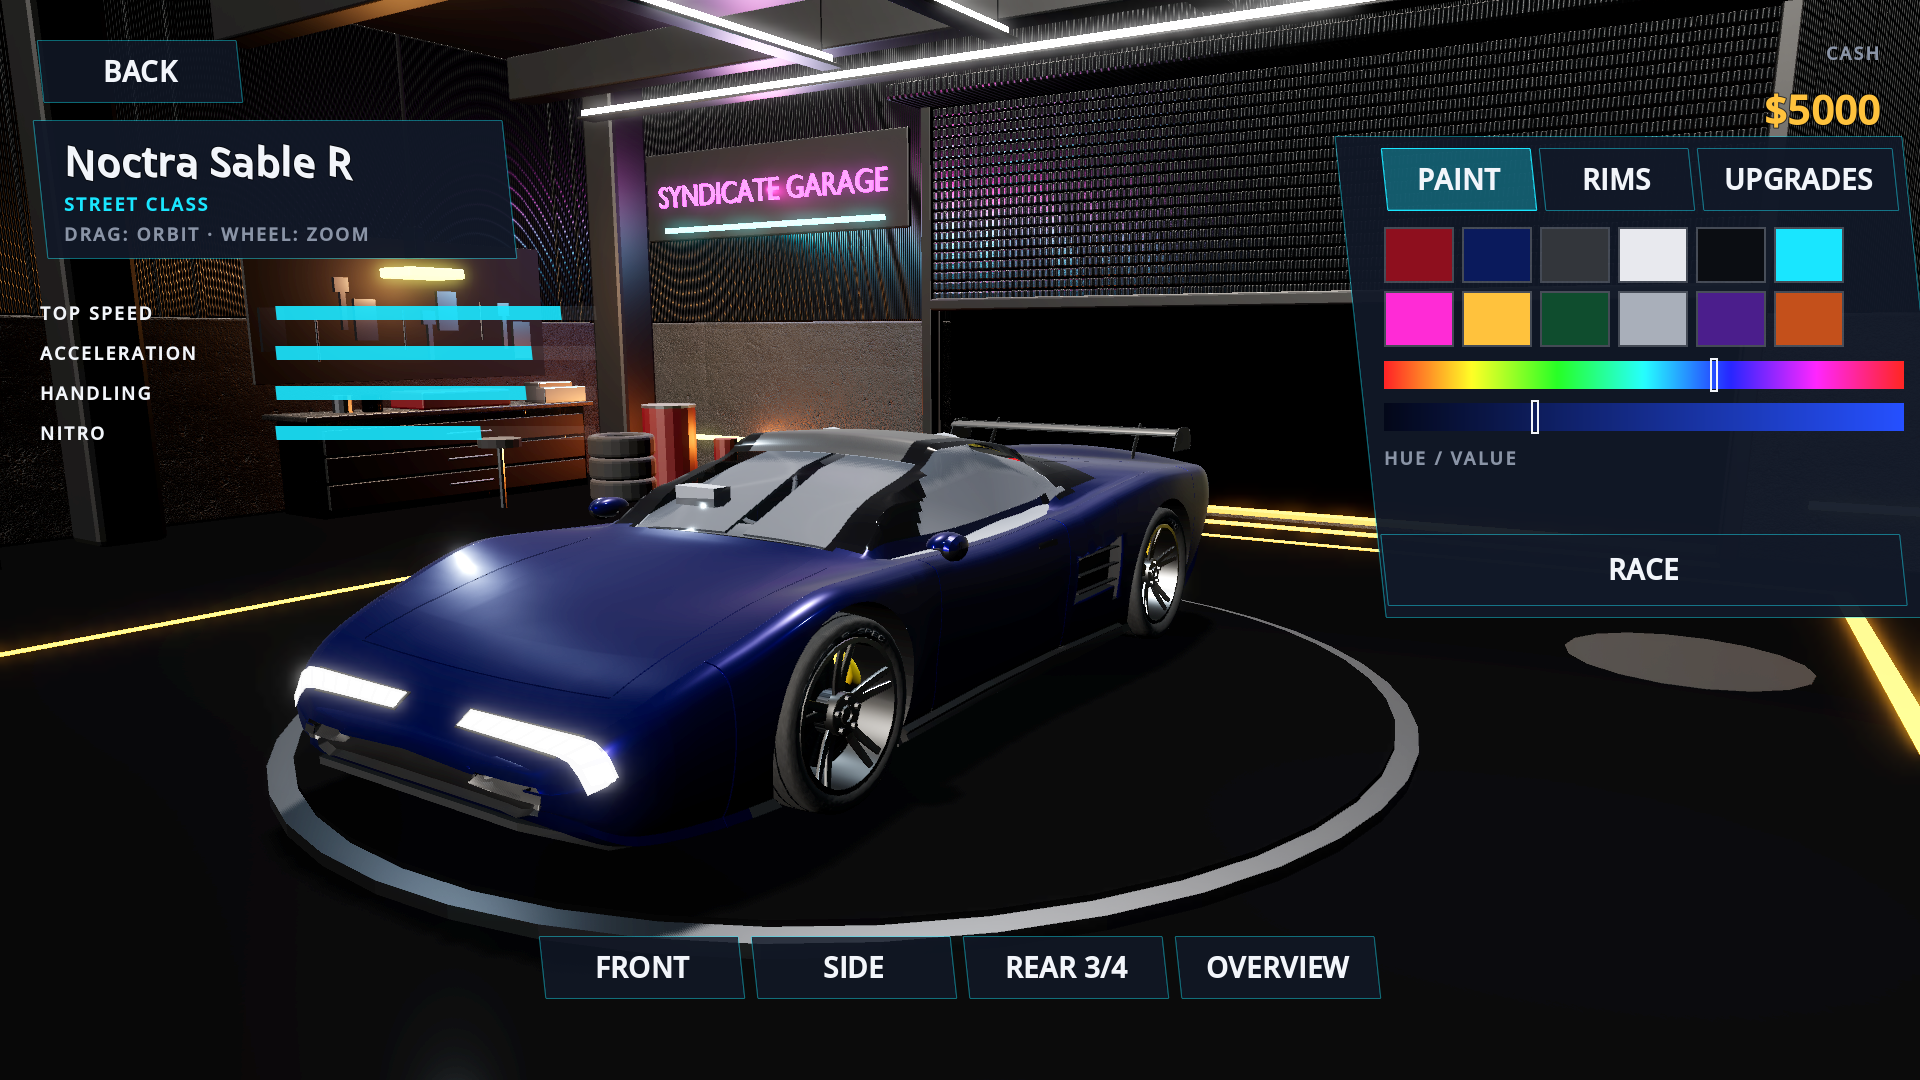 BACK
Noctra Sable R
STREET CLASS
DRAG: ORBIT · WHEEL: ZOOM
TOP SPEED
ACCELERATION
HANDLING
NITRO
SYNDICATE GARAGE
CASH
$5000
PAINT
RIMS
UPGRADES
HUE / VALUE
RACE
FRONT
SIDE
REAR 3/4
OVERVIEW